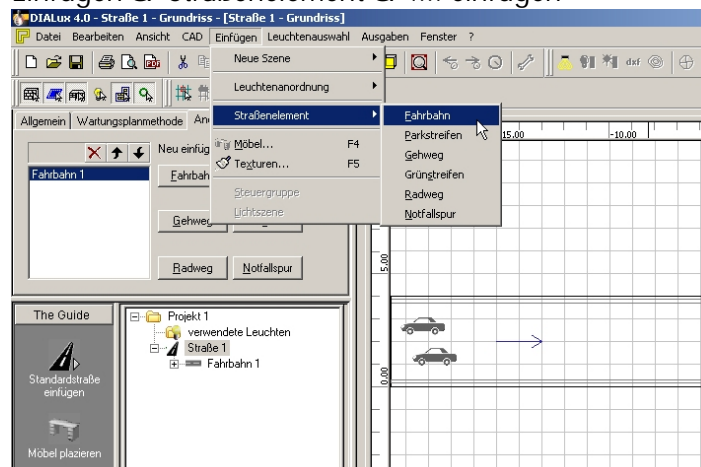 DIALux 4.0 - Straße 1 - Grundriss - [Straße 1 - Grundriss]
Datei Bearbeiten Ansicht CAD Einfügen Leuchtenauswahl Ausgaben Fenster ?
Neue Szene
dxf
Leuchtenanordnung
Straßenelement
Fahrbahn
Allgemein Wartungsplanmethode
15.00 -10.00
Neu einfüg
Möbel... F4
Parkstreifen
Fahrbahn 1
Fahrbah
Texturen... F5
Gehweg
Grünstreifen
Steuergruppe
Radweg
Gehweg
Lichtszene
Notfallspur
Radweg Notfallspur
5.00
The Guide
Projekt 1
verwendete Leuchten
Straße 1
Fahrbahn 1
Standardstraße
einfügen
0.00
Möbel plazieren